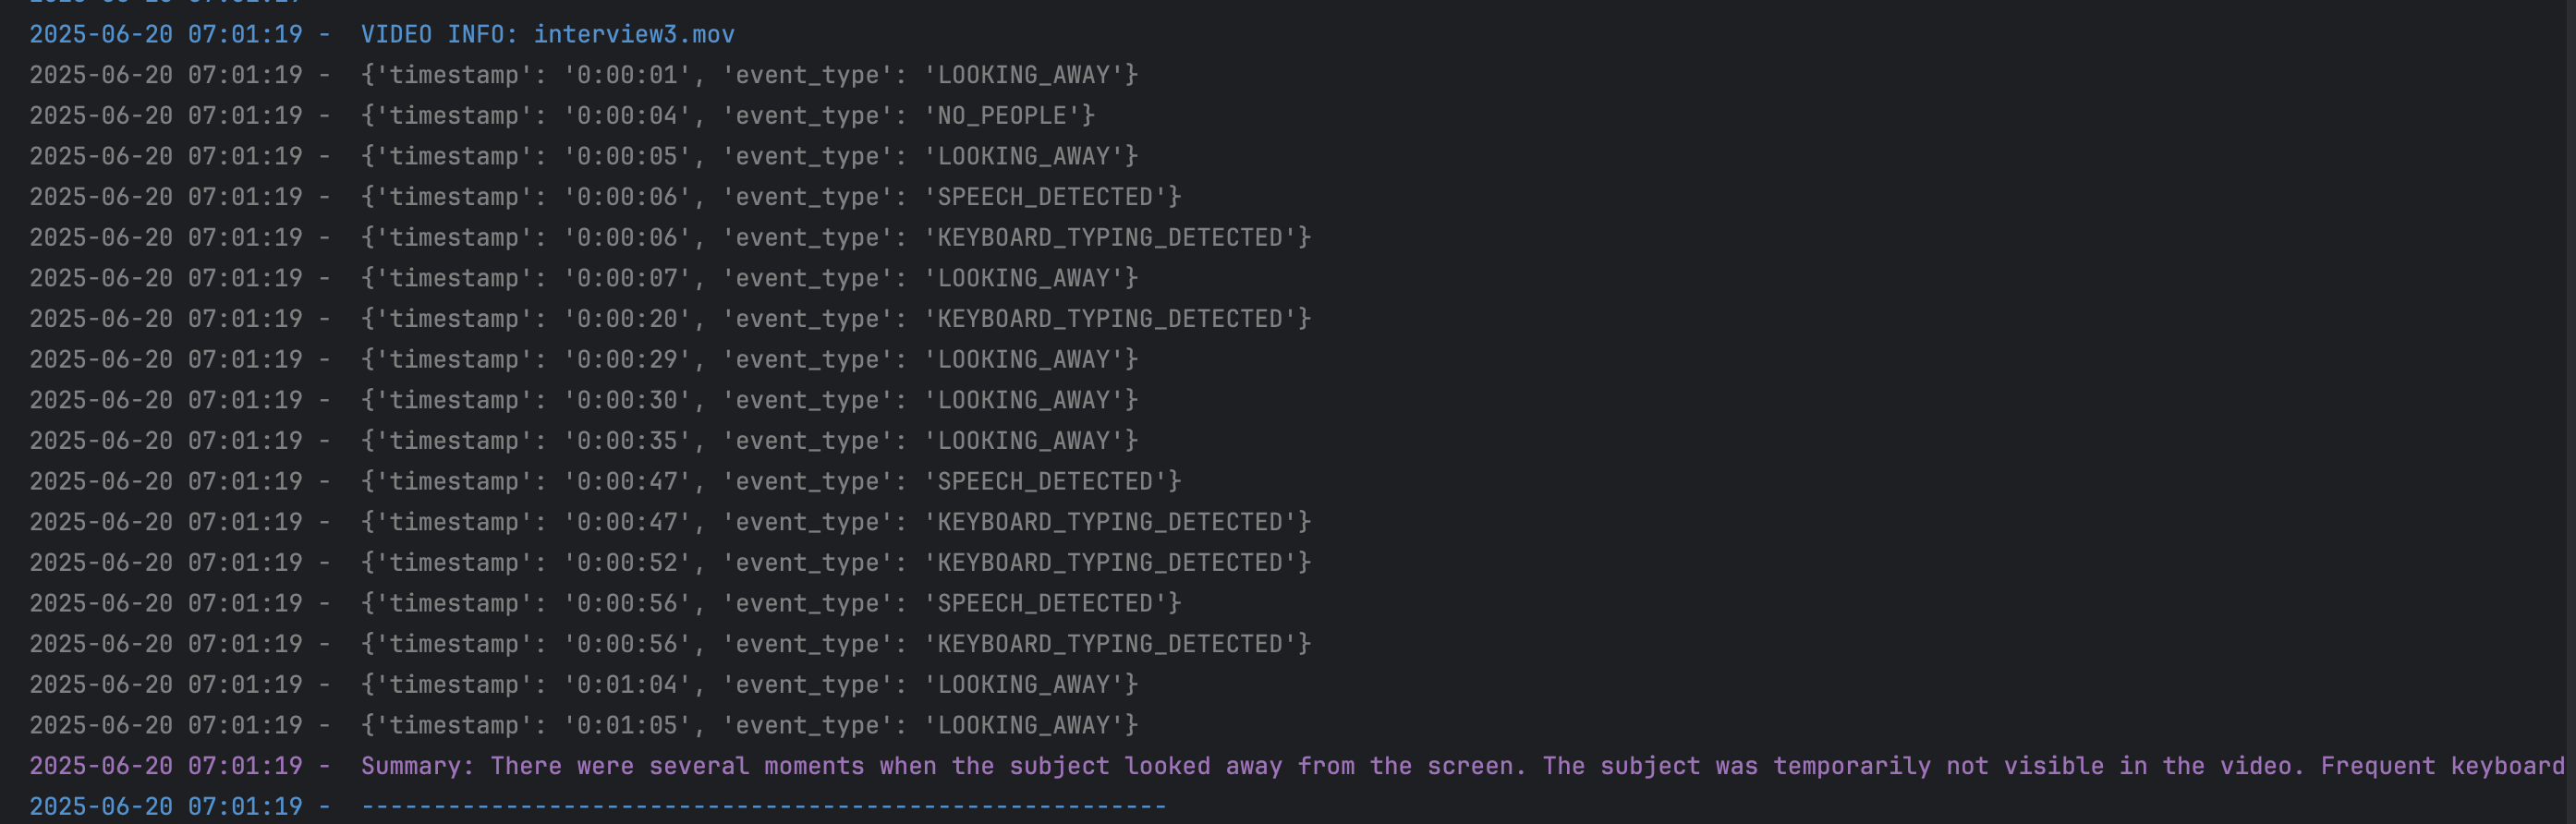 2025-06-20 07:01:19 -  VIDEO INFO: interview3.mov
2025-06-20 07:01:19 -  {'timestamp': '0:00:01', 'event_type': 'LOOKING_AWAY'}
2025-06-20 07:01:19 -  {'timestamp': '0:00:04', 'event_type': 'NO_PEOPLE'}
2025-06-20 07:01:19 -  {'timestamp': '0:00:05', 'event_type': 'LOOKING_AWAY'}
2025-06-20 07:01:19 -  {'timestamp': '0:00:06', 'event_type': 'SPEECH_DETECTED'}
2025-06-20 07:01:19 -  {'timestamp': '0:00:06', 'event_type': 'KEYBOARD_TYPING_DETECTED'}
2025-06-20 07:01:19 -  {'timestamp': '0:00:07', 'event_type': 'LOOKING_AWAY'}
2025-06-20 07:01:19 -  {'timestamp': '0:00:20', 'event_type': 'KEYBOARD_TYPING_DETECTED'}
2025-06-20 07:01:19 -  {'timestamp': '0:00:29', 'event_type': 'LOOKING_AWAY'}
2025-06-20 07:01:19 -  {'timestamp': '0:00:30', 'event_type': 'LOOKING_AWAY'}
2025-06-20 07:01:19 -  {'timestamp': '0:00:35', 'event_type': 'LOOKING_AWAY'}
2025-06-20 07:01:19 -  {'timestamp': '0:00:47', 'event_type': 'SPEECH_DETECTED'}
2025-06-20 07:01:19 -  {'timestamp': '0:00:47', 'event_type': 'KEYBOARD_TYPING_DETECTED'}
2025-06-20 07:01:19 -  {'timestamp': '0:00:52', 'event_type': 'KEYBOARD_TYPING_DETECTED'}
2025-06-20 07:01:19 -  {'timestamp': '0:00:56', 'event_type': 'SPEECH_DETECTED'}
2025-06-20 07:01:19 -  {'timestamp': '0:00:56', 'event_type': 'KEYBOARD_TYPING_DETECTED'}
2025-06-20 07:01:19 -  {'timestamp': '0:01:04', 'event_type': 'LOOKING_AWAY'}
2025-06-20 07:01:19 -  {'timestamp': '0:01:05', 'event_type': 'LOOKING_AWAY'}
2025-06-20 07:01:19 -  Summary: There were several moments when the subject looked away from the screen. The subject was temporarily not visible in the video. Frequent keyboard
2025-06-20 07:01:19 -  --------------------------------------------------------